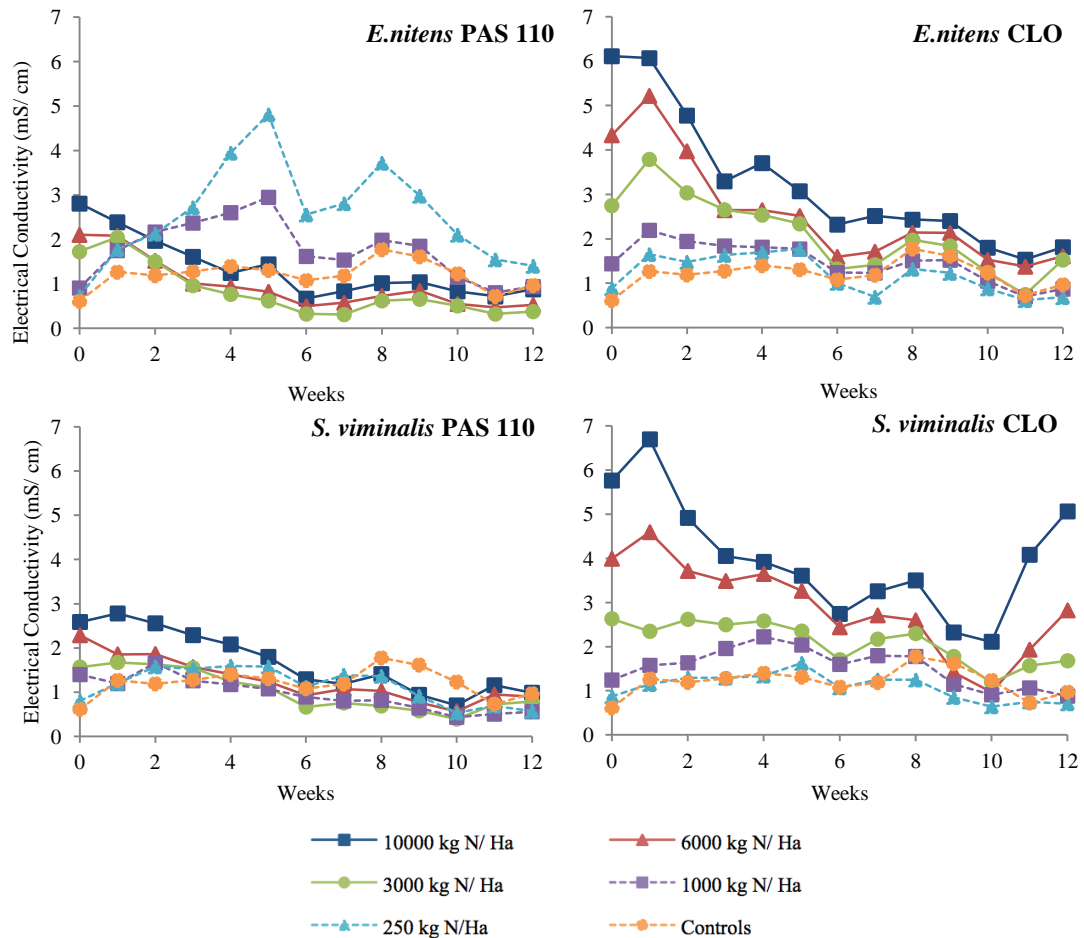 E.nitens PAS 110
Electrical Conductivity (mS/ cm)
7
6
5
4
3
2
1
0
0 2 4 6 8 10 12
Weeks
E.nitens CLO
7
6
5
4
3
2
1
0
0 2 4 6 8 10 12
Weeks
S. viminalis PAS 110
Electrical Conductivity (mS/ cm)
7
6
5
4
3
2
1
0
0 2 4 6 8 10 12
Weeks
S. viminalis CLO
7
6
5
4
3
2
1
0
0 2 4 6 8 10 12
Weeks
10000 kg N/ Ha
6000 kg N/ Ha
3000 kg N/ Ha
1000 kg N/ Ha
250 kg N/Ha
Controls